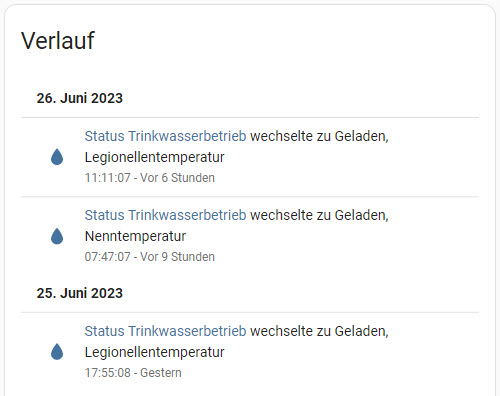 Verlauf
26. Juni 2023
Status Trinkwasserbetrieb wechselte zu Geladen,
Legionellentemperatur
11:11:07 - Vor 6 Stunden
Status Trinkwasserbetrieb wechselte zu Geladen,
Nenntemperatur
07:47:07 - Vor 9 Stunden
25. Juni 2023
Status Trinkwasserbetrieb wechselte zu Geladen,
Legionellentemperatur
17:55:08 - Gestern